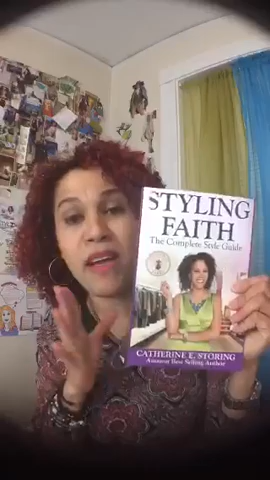 STYLING
FAITH
The Complete Style Guide
CATHERINE E. STORING
Amazon Best Selling Author